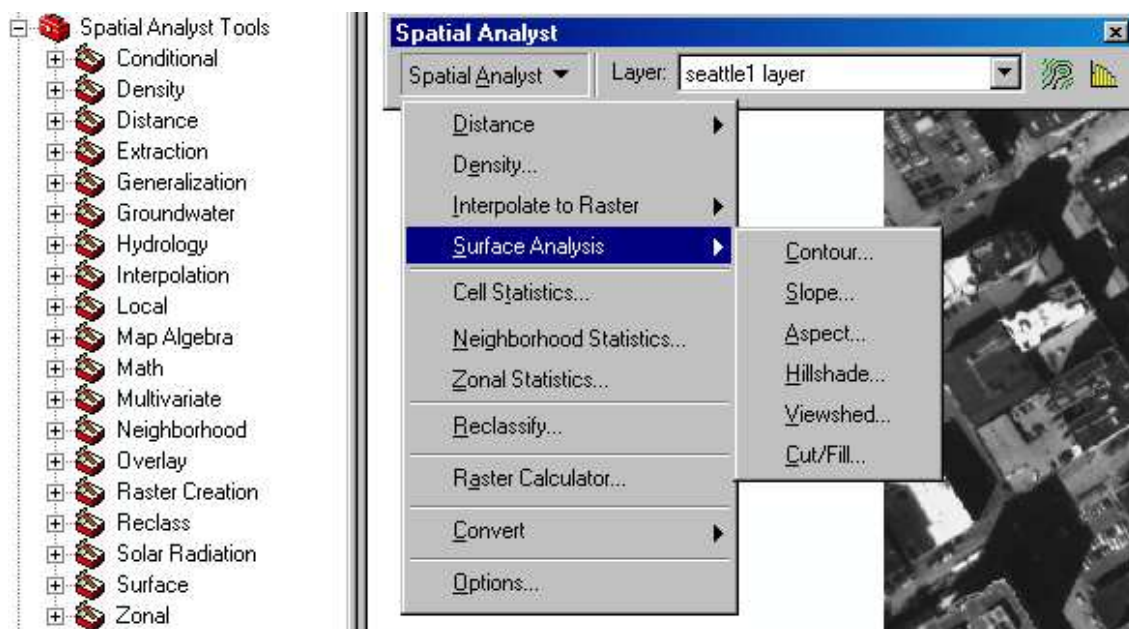 Spatial Analyst Tools
Conditional
Density
Distance
Extraction
Generalization
Groundwater
Hydrology
Interpolation
Local
Map Algebra
Math
Multivariate
Neighborhood
Overlay
Raster Creation
Reclass
Solar Radiation
Surface
Zonal
Spatial Analyst
Spatial Analyst
Layer: seattle1 layer
Distance
Density...
Interpolate to Raster
Surface Analysis
Cell Statistics...
Neighborhood Statistics...
Zonal Statistics...
Reclassify...
Raster Calculator...
Convert
Options...
Contour...
Slope...
Aspect...
Hillshade...
Viewshed...
Cut/Fill...